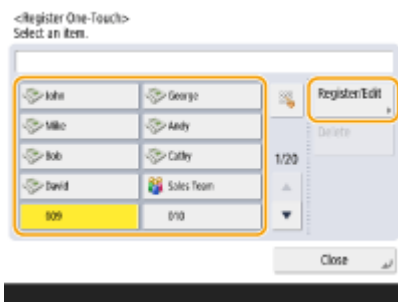 <Register One-Touch>
Select an item.
John
George
Register/Edit
Mike
Andy
Delete
Bob
Cathy
1/20
David
Sales Team
009
010
Close